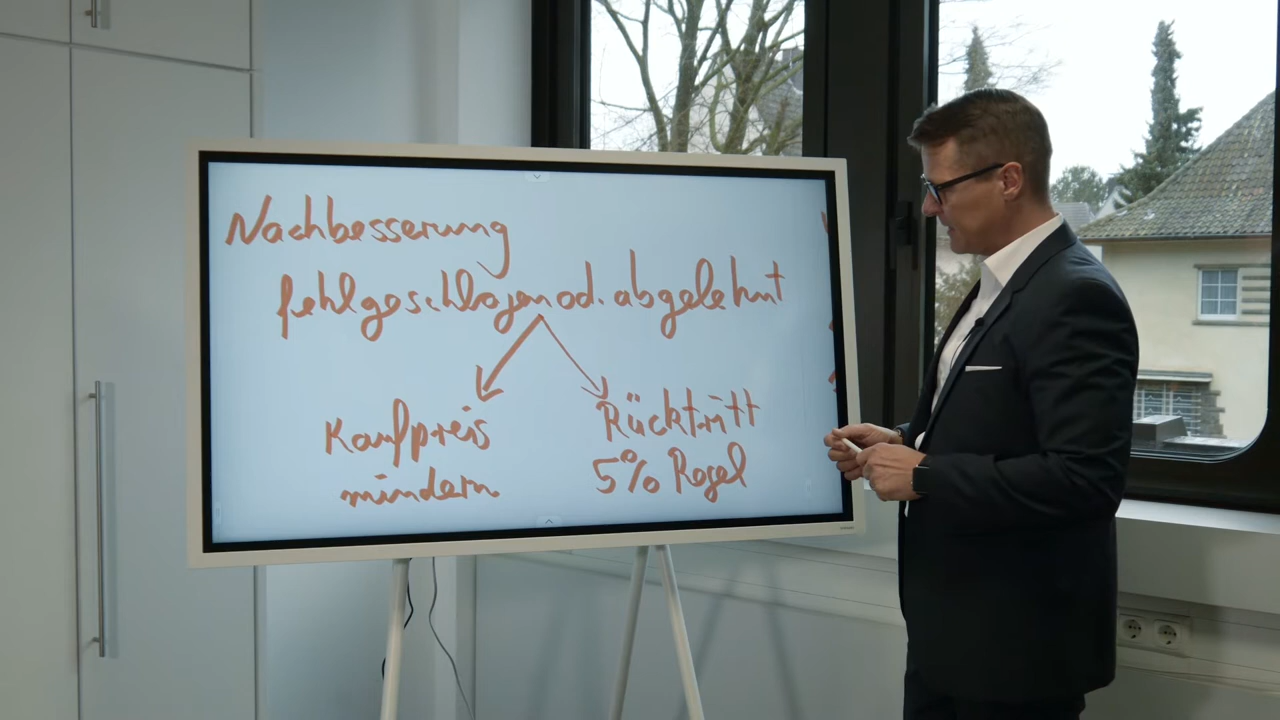 Nachbesserung
fehlgeschlagen od. abgelehnt
Kaufpreis
mindern
Rücktritt
5% Regel